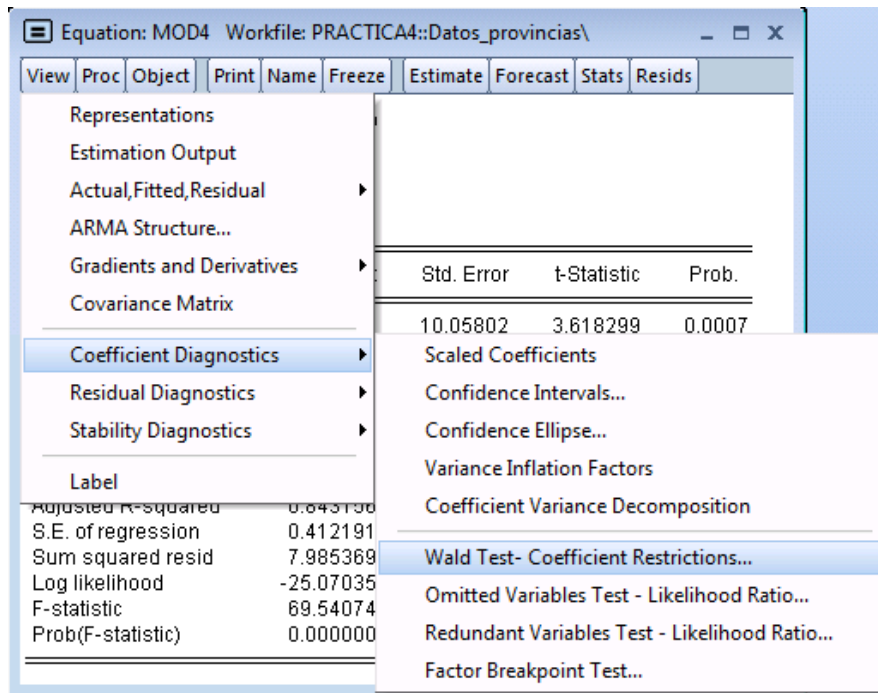 Equation: MOD4 Workfile: PRACTICA4::Datos_provincias\
View Proc Object Print Name Freeze Estimate Forecast Stats Resids
Representations
Estimation Output
Actual,Fitted,Residual
ARMA Structure...
Gradients and Derivatives
Covariance Matrix
Coefficient Diagnostics
Residual Diagnostics
Stability Diagnostics
Label
Std. Error t-Statistic Prob.
10.05802 3.618299 0.0007
Scaled Coefficients
Confidence Intervals...
Confidence Ellipse...
Variance Inflation Factors
Coefficient Variance Decomposition
Wald Test- Coefficient Restrictions...
Omitted Variables Test - Likelihood Ratio...
Redundant Variables Test - Likelihood Ratio...
Factor Breakpoint Test...
Adjusted R-squared 0.843156
S.E. of regression 0.412191
Sum squared resid 7.985369
Log likelihood -25.07035
F-statistic 69.54074
Prob(F-statistic) 0.000000